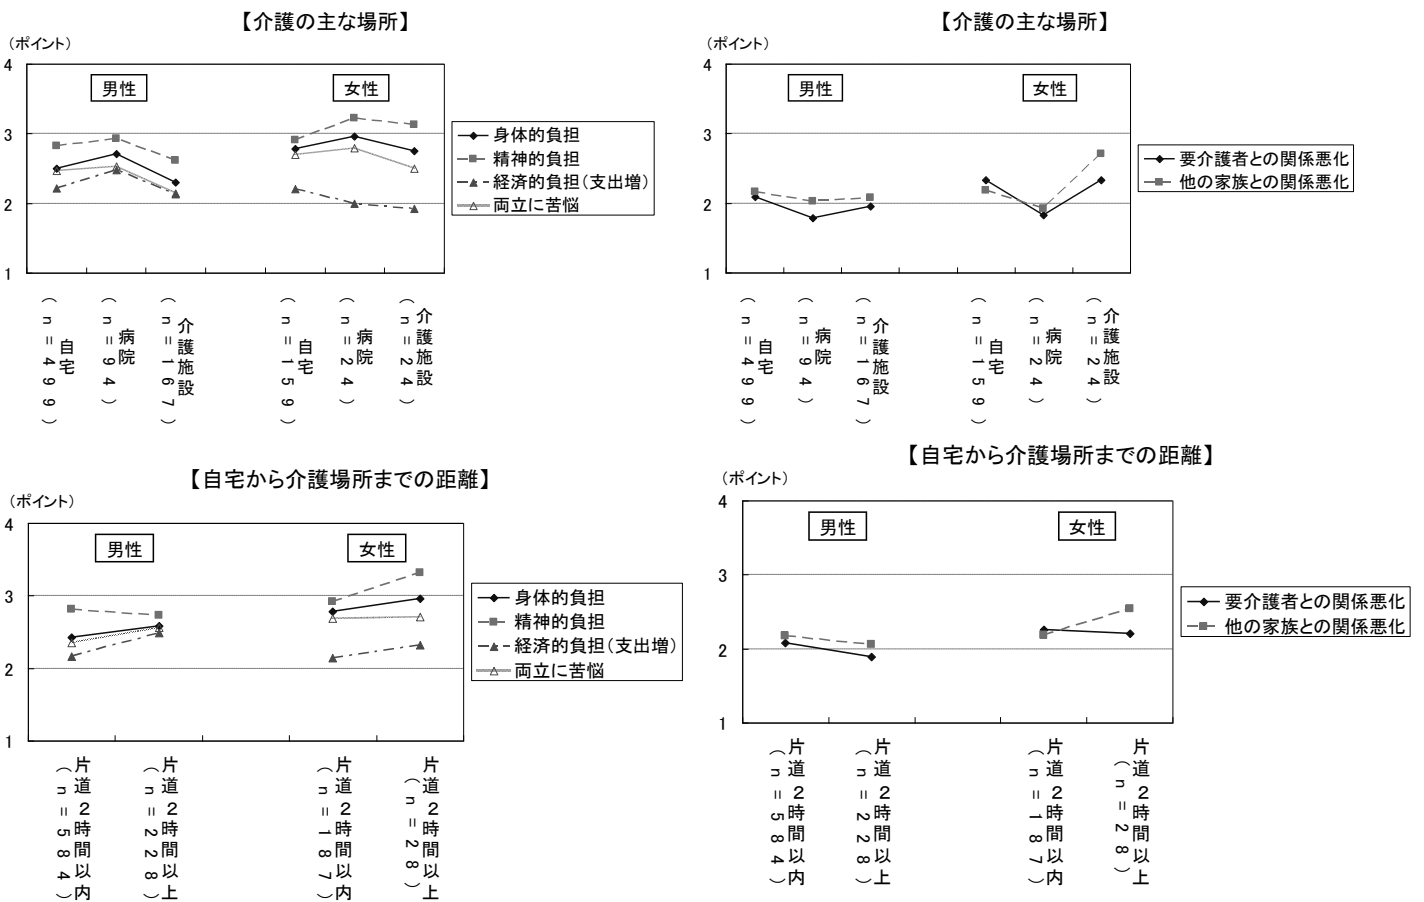 【介護の主な場所】
（ポイント）
4
3
2
1
男性
女性
自宅
（n=499）
病院
（n=94）
介護施設
（n=167）
自宅
（n=159）
病院
（n=24）
介護施設
（n=24）
身体的負担
精神的負担
経済的負担（支出増）
両立に苦悩
【介護の主な場所】
（ポイント）
4
3
2
1
男性
女性
自宅
（n=499）
病院
（n=94）
介護施設
（n=167）
自宅
（n=159）
病院
（n=24）
介護施設
（n=24）
要介護者との関係悪化
他の家族との関係悪化
【自宅から介護場所までの距離】
（ポイント）
4
3
2
1
男性
女性
片道２時間以内
（n=584）
片道２時間以上
（n=228）
片道２時間以内
（n=187）
片道２時間以上
（n=28）
身体的負担
精神的負担
経済的負担（支出増）
両立に苦悩
【自宅から介護場所までの距離】
（ポイント）
4
3
2
1
男性
女性
片道２時間以内
（n=584）
片道２時間以上
（n=228）
片道２時間以内
（n=187）
片道２時間以上
（n=28）
要介護者との関係悪化
他の家族との関係悪化